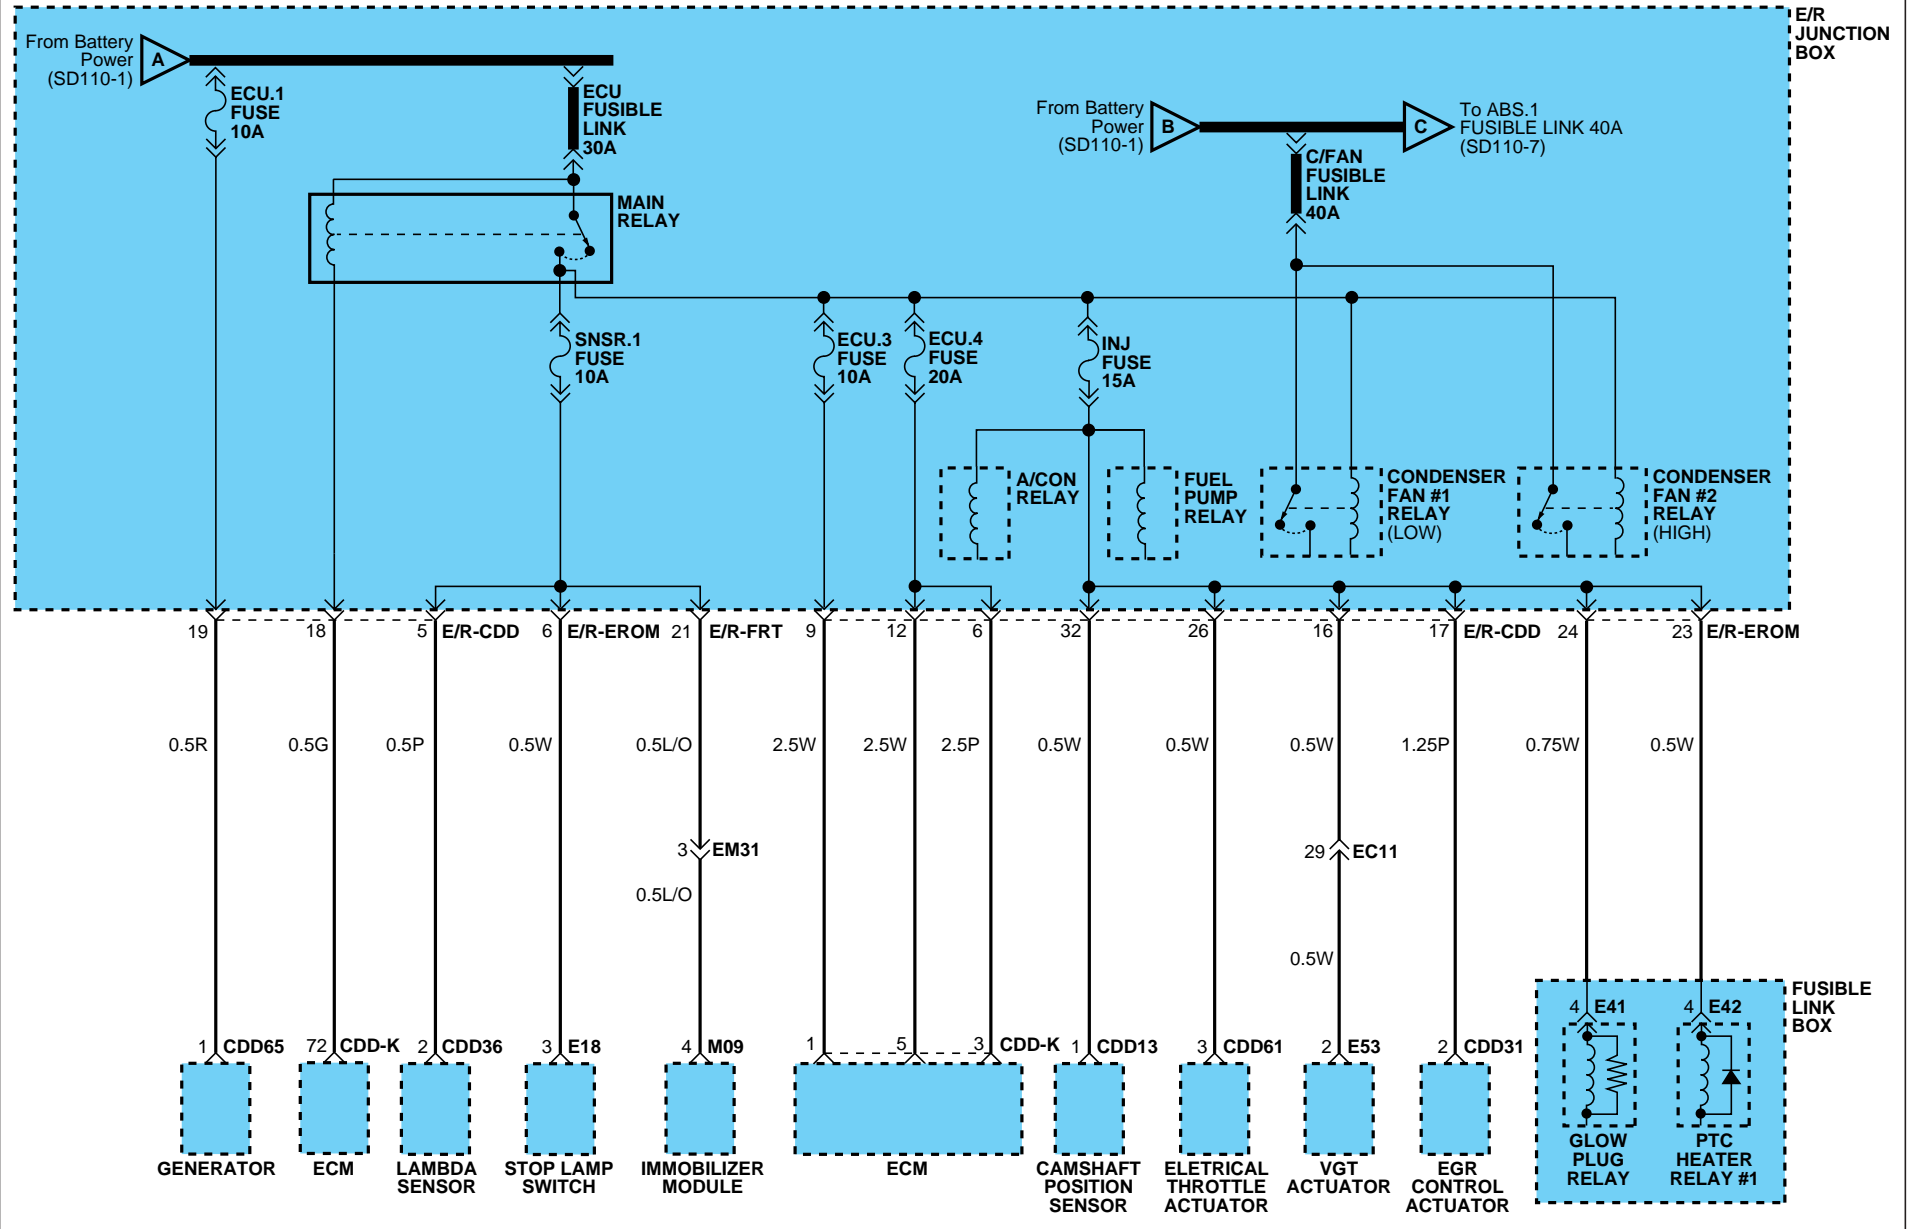 E/R
JUNCTION
BOX
From Battery
Power
(SD110-1)
A
ECU.1
FUSE
10A
ECU
FUSIBLE
LINK
30A
MAIN
RELAY
From Battery
Power
(SD110-1)
B
C
To ABS.1
FUSIBLE LINK 40A
(SD110-7)
C/FAN
FUSIBLE
LINK
40A
SNSR.1
FUSE
10A
ECU.3
FUSE
10A
ECU.4
FUSE
20A
INJ
FUSE
15A
A/CON
RELAY
FUEL
PUMP
RELAY
CONDENSER
FAN #1
RELAY
(LOW)
CONDENSER
FAN #2
RELAY
(HIGH)
19 18 5 E/R-CDD 6 E/R-EROM 21 E/R-FRT 9 12 6 32 26 16 17 E/R-CDD 24 23 E/R-EROM
0.5R 0.5G 0.5P 0.5W 0.5L/O 2.5W 2.5W 2.5P 0.5W 0.5W 0.5W 1.25P 0.75W 0.5W
3 EM31
29 EC11
0.5L/O
0.5W
FUSIBLE
LINK
BOX
4 E41
4 E42
1 CDD65 72 CDD-K 2 CDD36 3 E18 4 M09 1 5 3 CDD-K 1 CDD13 3 CDD61 2 E53 2 CDD31
GLOW
PLUG
RELAY
PTC
HEATER
RELAY #1
GENERATOR
ECM
LAMBDA
SENSOR
STOP LAMP
SWITCH
IMMOBILIZER
MODULE
ECM
CAMSHAFT
POSITION
SENSOR
ELETRICAL
THROTTLE
ACTUATOR
VGT
ACTUATOR
EGR
CONTROL
ACTUATOR